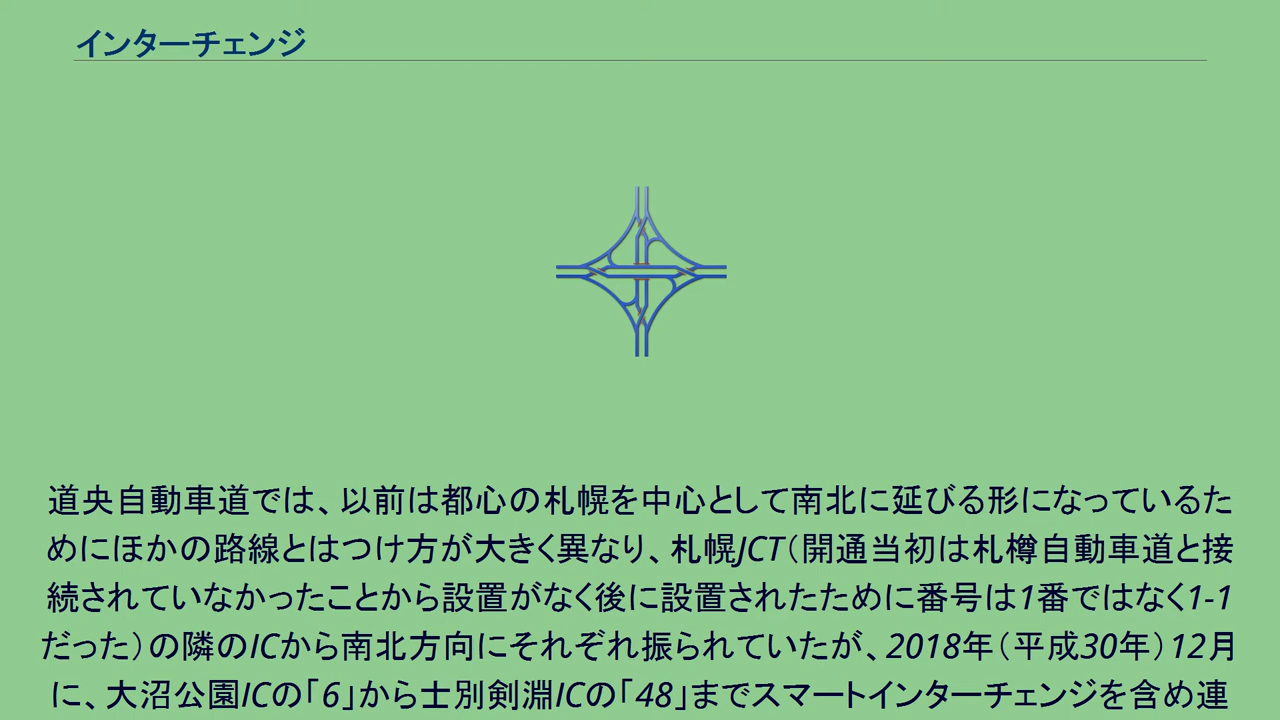 インターチェンジ
道央自動車道では、以前は都心の札幌を中心として南北に延びる形になっているた
めにほかの路線とはつけ方が大きく異なり、札幌JCT（開通当初は札樽自動車道と接
続されていなかったことから設置がなく後に設置されたために番号は1番ではなく1-1
だった）の隣のICから南北方向にそれぞれ振られていたが、2018年（平成30年）12月
に、大沼公園ICの「6」から士別剣淵ICの「48」までスマートインターチェンジを含め連